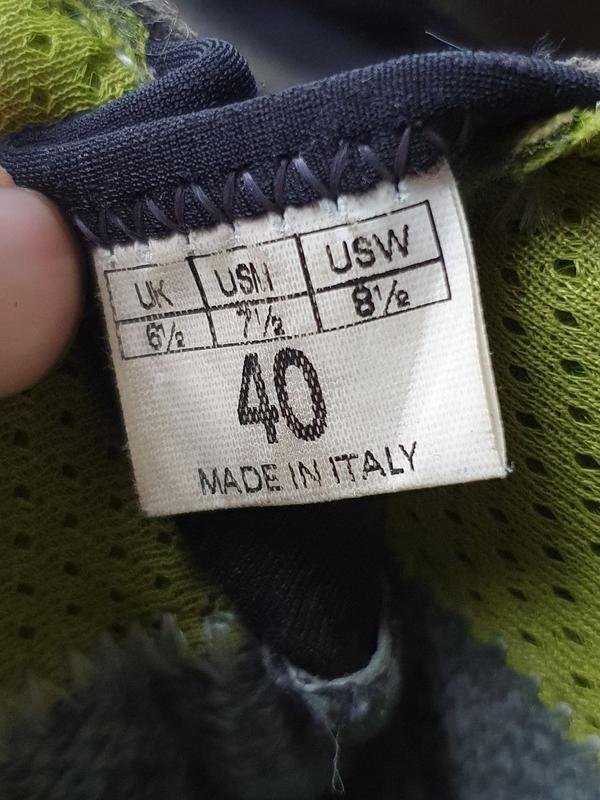 UK USM USW
6½ 7½ 8½
40
MADE IN ITALY